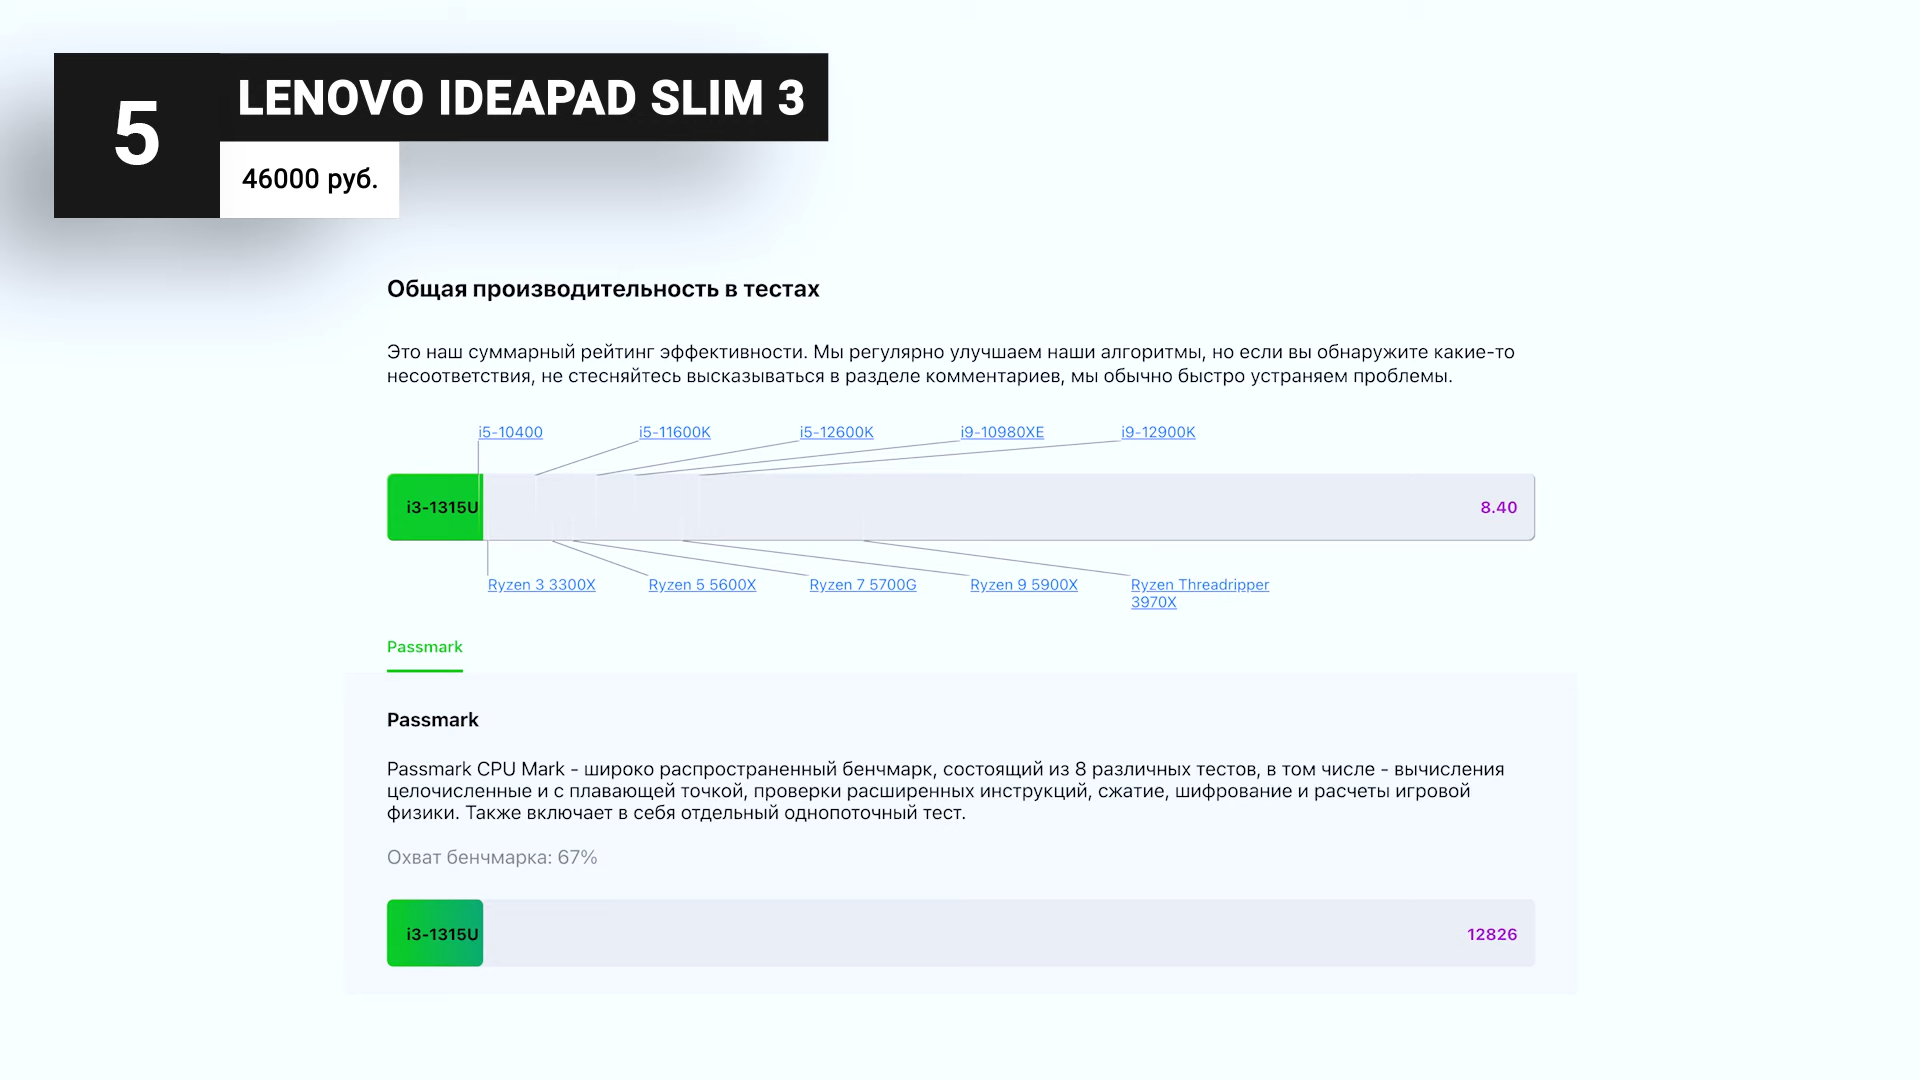 5
LENOVO IDEAPAD SLIM 3
46000 руб.
Общая производительность в тестах
Это наш суммарный рейтинг эффективности. Мы регулярно улучшаем наши алгоритмы, но если вы обнаружите какие-то
несоответствия, не стесняйтесь высказываться в разделе комментариев, мы обычно быстро устраняем проблемы.
i5-10400 i5-11600K i5-12600K i9-10980XE i9-12900K
i3-1315U 8.40
Ryzen 3 3300X Ryzen 5 5600X Ryzen 7 5700G Ryzen 9 5900X Ryzen Threadripper
3970X
Passmark
Passmark
Passmark CPU Mark - широко распространенный бенчмарк, состоящий из 8 различных тестов, в том числе - вычисления
целочисленные и с плавающей точкой, проверки расширенных инструкций, сжатие, шифрование и расчеты игровой
физики. Также включает в себя отдельный однопоточный тест.
Охват бенчмарка: 67%
i3-1315U 12826